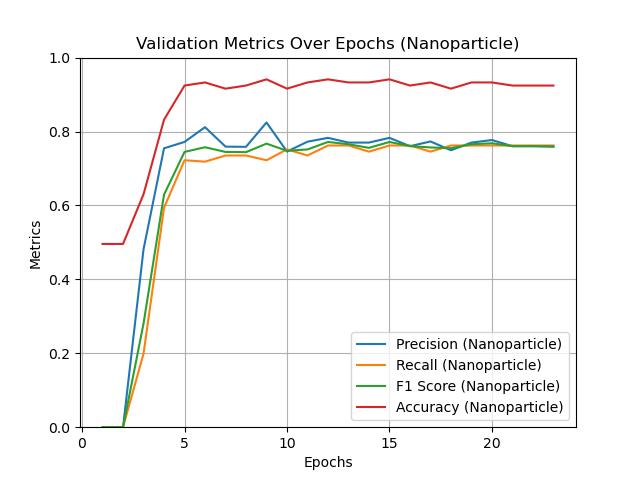 Validation Metrics Over Epochs (Nanoparticle)
1.0
0.8
0.6
0.4
0.2
0.0
Metrics
0
5
10
15
20
Epochs
Precision (Nanoparticle)
Recall (Nanoparticle)
F1 Score (Nanoparticle)
Accuracy (Nanoparticle)